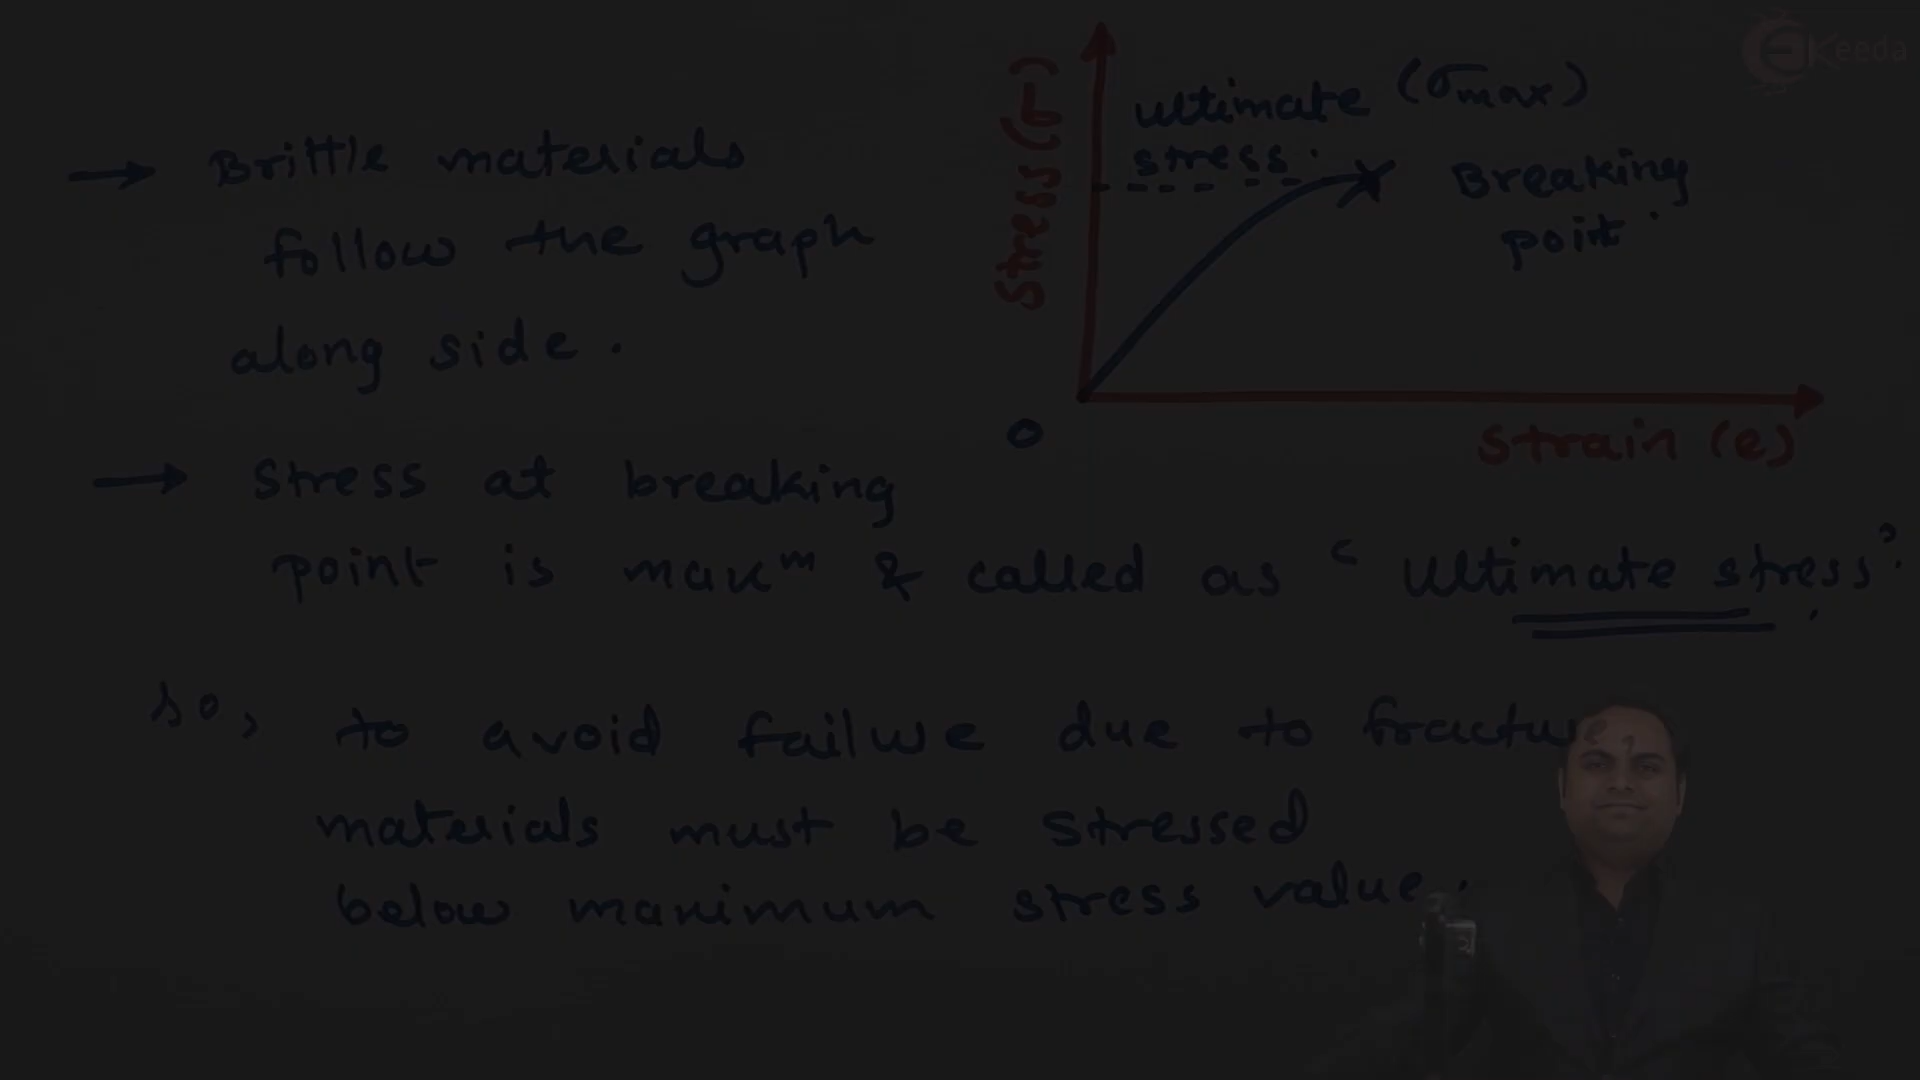 Keeda
ultimate (σmax)
stress.
Breaking
point.
Stress (σ)
O
Strain (e)
→ Brittle materials
follow the graph
along side.
→ Stress at breaking
point is maxᵐ & called as ‘ultimate stress’.
so, to avoid failure due to fracture,
materials must be stressed
below maximum stress value.